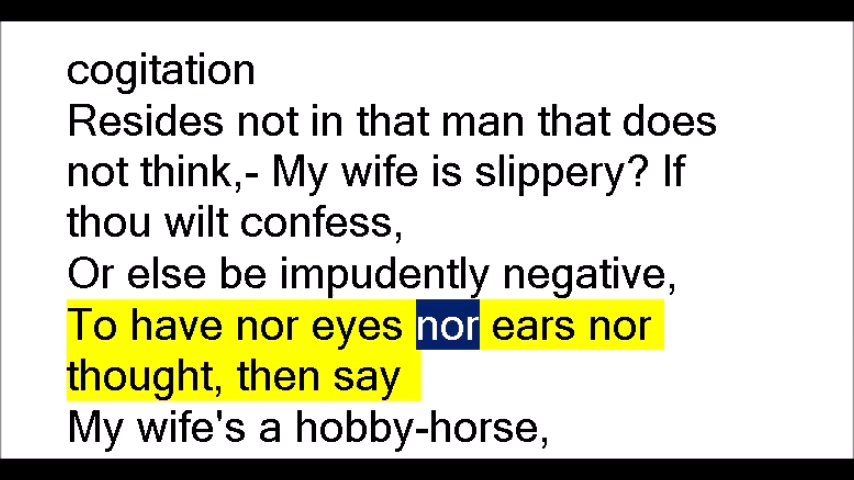 cogitation
Resides not in that man that does
not think,- My wife is slippery? If
thou wilt confess,
Or else be impudently negative,
To have nor eyes nor ears nor
thought, then say
My wife's a hobby-horse,